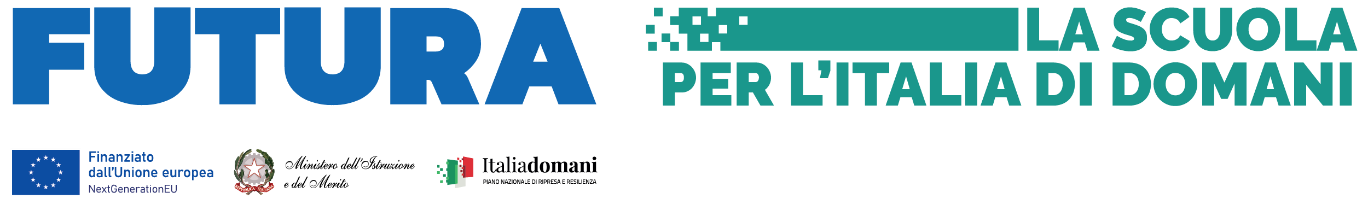 FUTURA
LA SCUOLA
PER L’ITALIA DI DOMANI
Finanziato
dall'Unione europea
NextGenerationEU
Ministero dell'Istruzione
e del Merito
Italiadomani
PIANO NAZIONALE DI RIPRESA E RESILIENZA